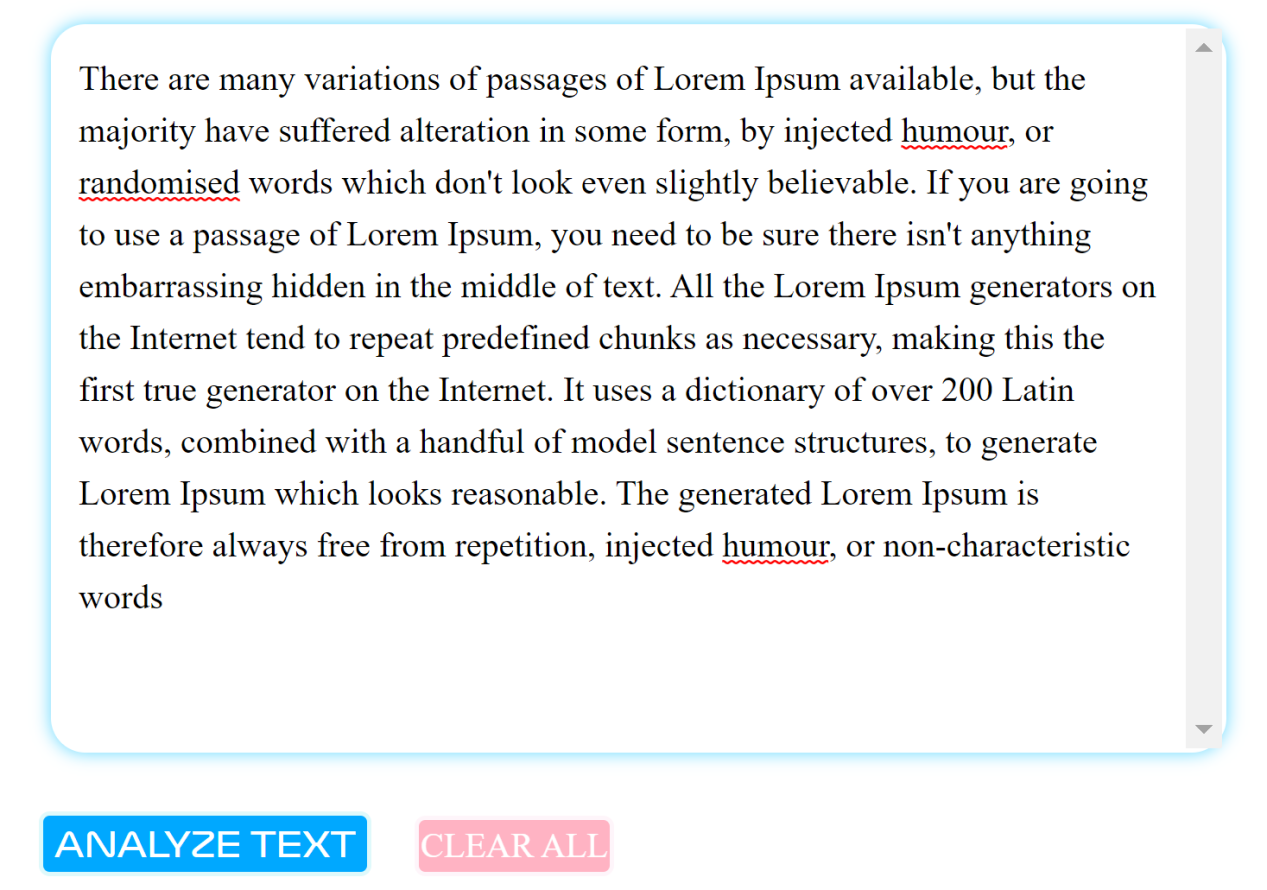 There are many variations of passages of Lorem Ipsum available, but the
majority have suffered alteration in some form, by injected humour, or
randomised words which don't look even slightly believable. If you are going
to use a passage of Lorem Ipsum, you need to be sure there isn't anything
embarrassing hidden in the middle of text. All the Lorem Ipsum generators on
the Internet tend to repeat predefined chunks as necessary, making this the
first true generator on the Internet. It uses a dictionary of over 200 Latin
words, combined with a handful of model sentence structures, to generate
Lorem Ipsum which looks reasonable. The generated Lorem Ipsum is
therefore always free from repetition, injected humour, or non-characteristic
words
ANALYZE TEXT
CLEAR ALL